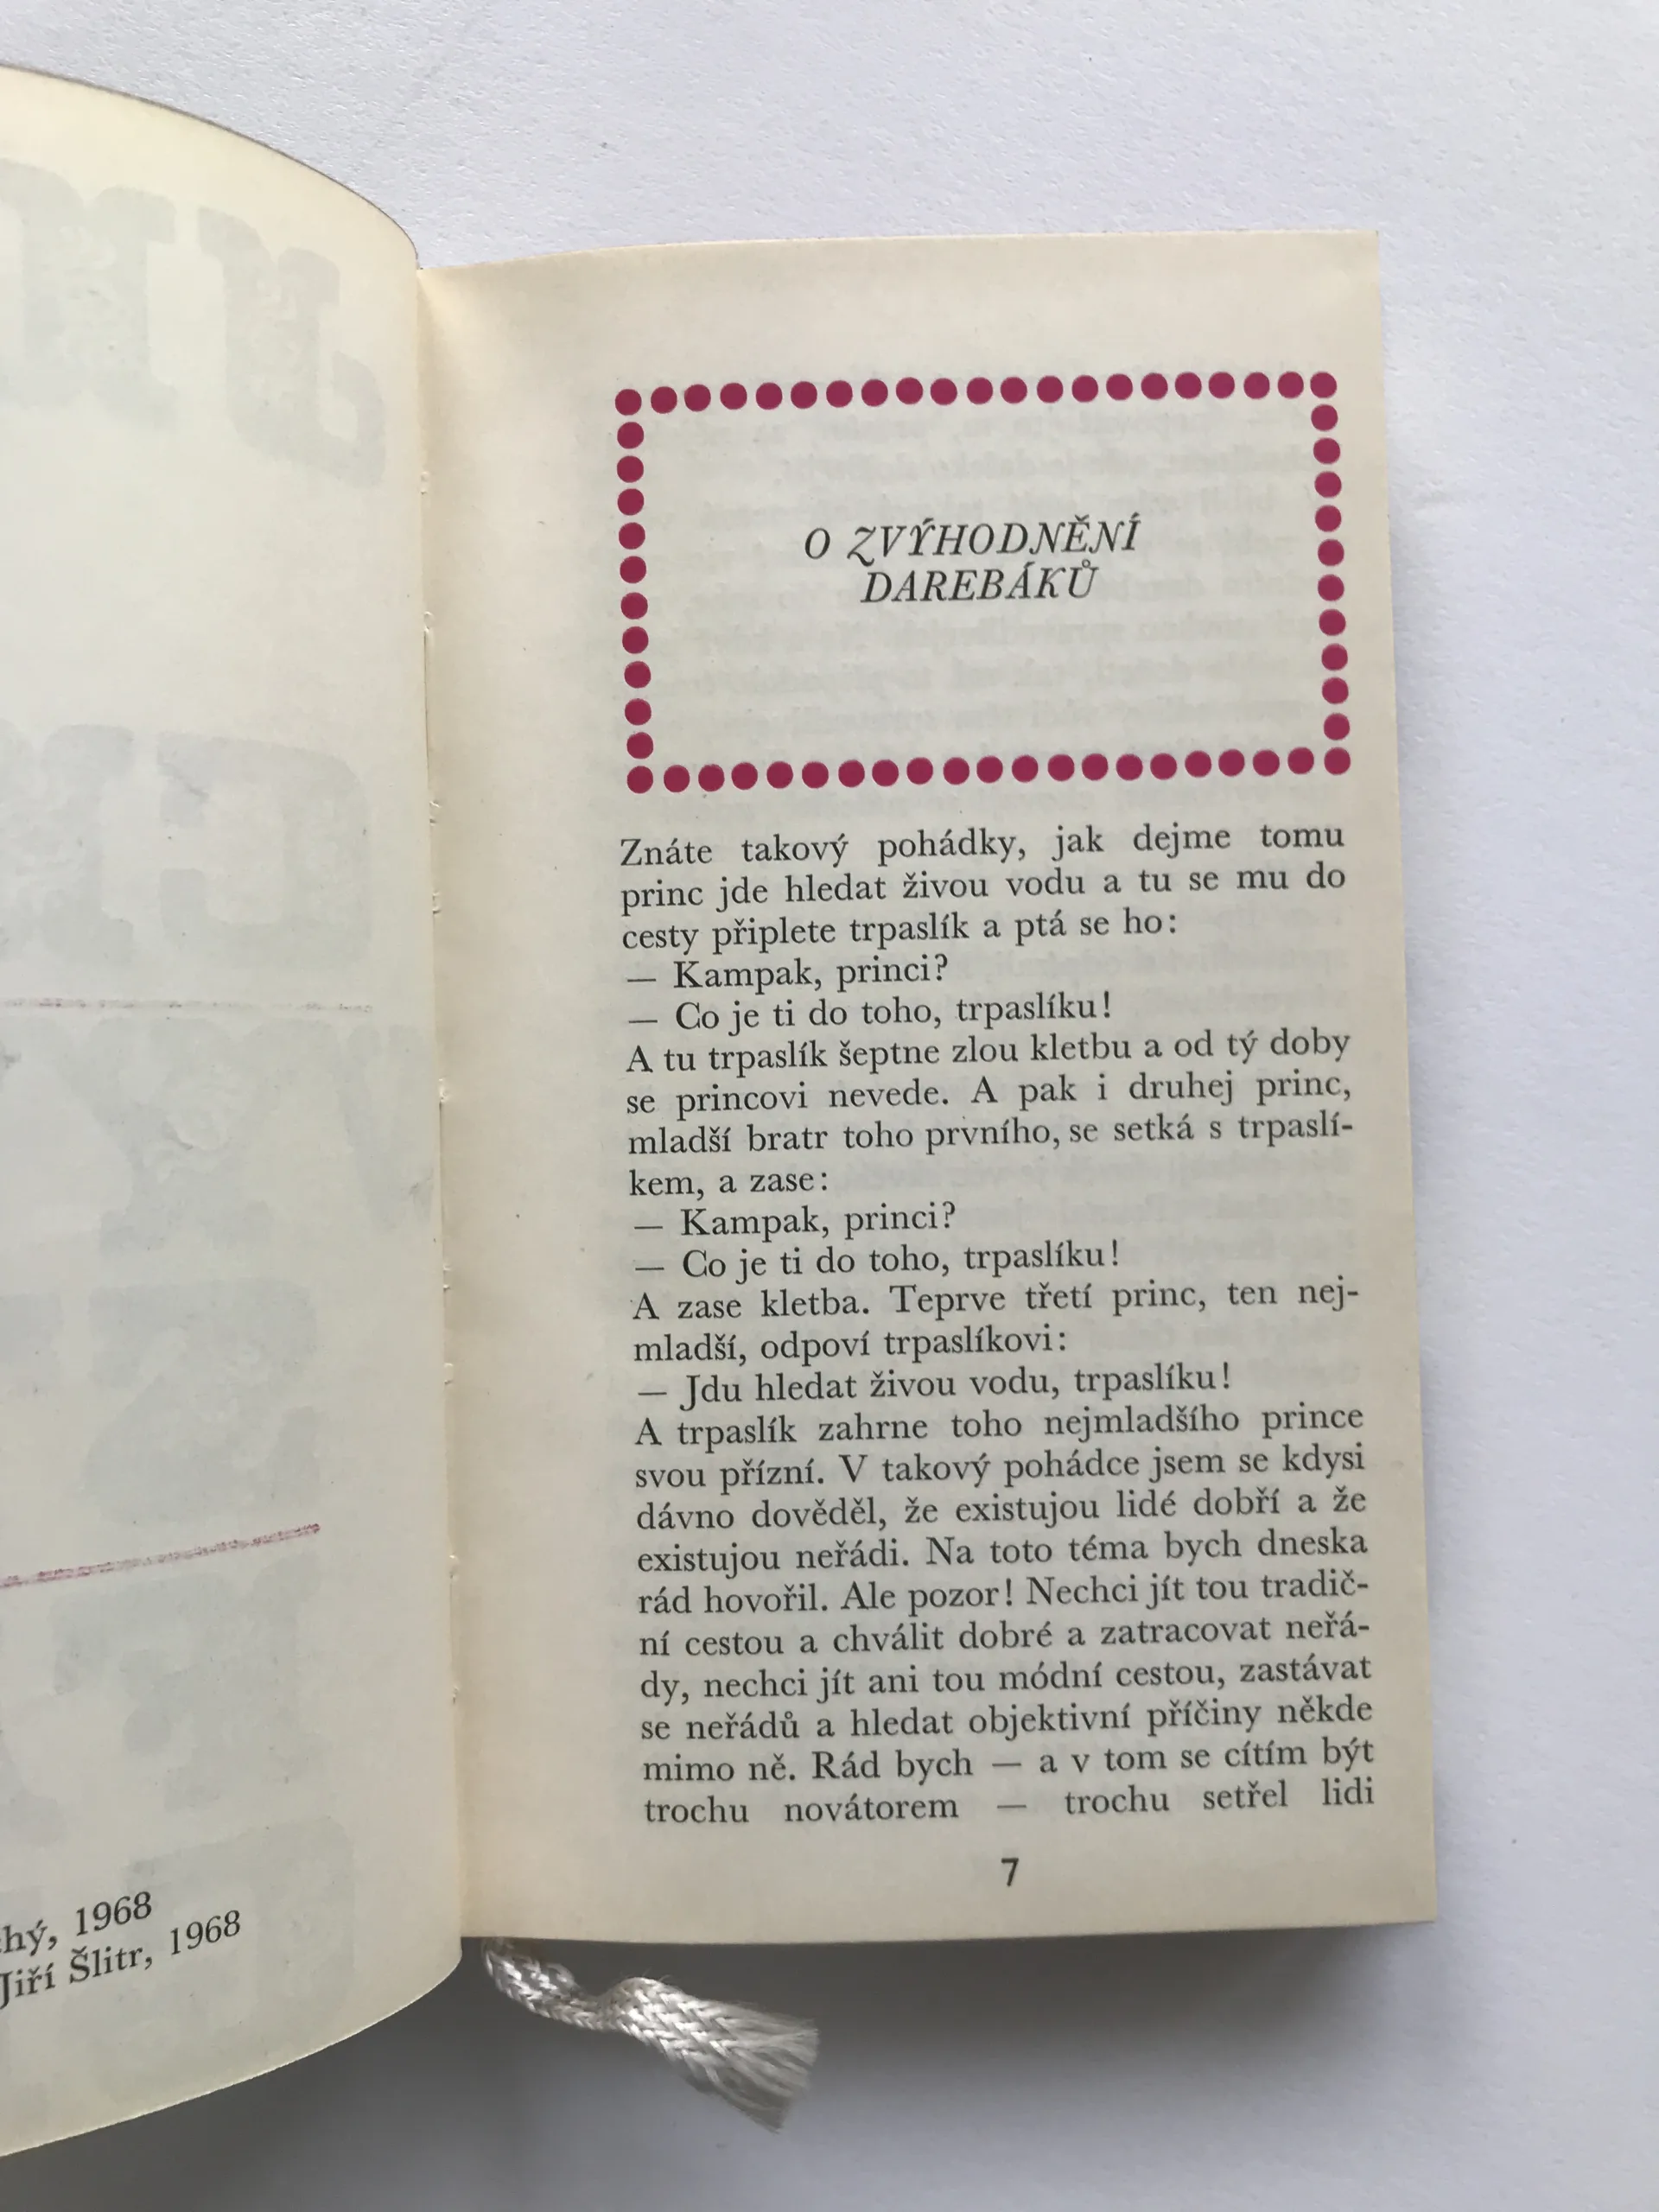 chý, 1968
Jiří Šlitr, 1968
O ZVÝHODNĚNÍ
DAREBÁKŮ
Znáte takový pohádky, jak dejme tomu
princ jde hledat živou vodu a tu se mu do
cesty připlete trpaslík a ptá se ho:
— Kampak, princi?
— Co je ti do toho, trpaslíku!
A tu trpaslík šeptne zlou kletbu a od tý doby
se princovi nevede. A pak i druhej princ,
mladší bratr toho prvního, se setká s trpaslí-
kem, a zase:
— Kampak, princi?
— Co je ti do toho, trpaslíku!
A zase kletba. Teprve třetí princ, ten nej-
mladší, odpoví trpaslíkovi:
— Jdu hledat živou vodu, trpaslíku!
A trpaslík zahrne toho nejmladšího prince
svou přízní. V takový pohádce jsem se kdysi
dávno dověděl, že existujou lidé dobří a že
existujou neřádi. Na toto téma bych dneska
rád hovořil. Ale pozor! Nechci jít tou tradič-
ní cestou a chválit dobré a zatracovat neřá-
dy, nechci jít ani tou módní cestou, zastávat
se neřádů a hledat objektivní příčiny někde
mimo ně. Rád bych — a v tom se cítím být
trochu novátorem — trochu setřel lidi
7